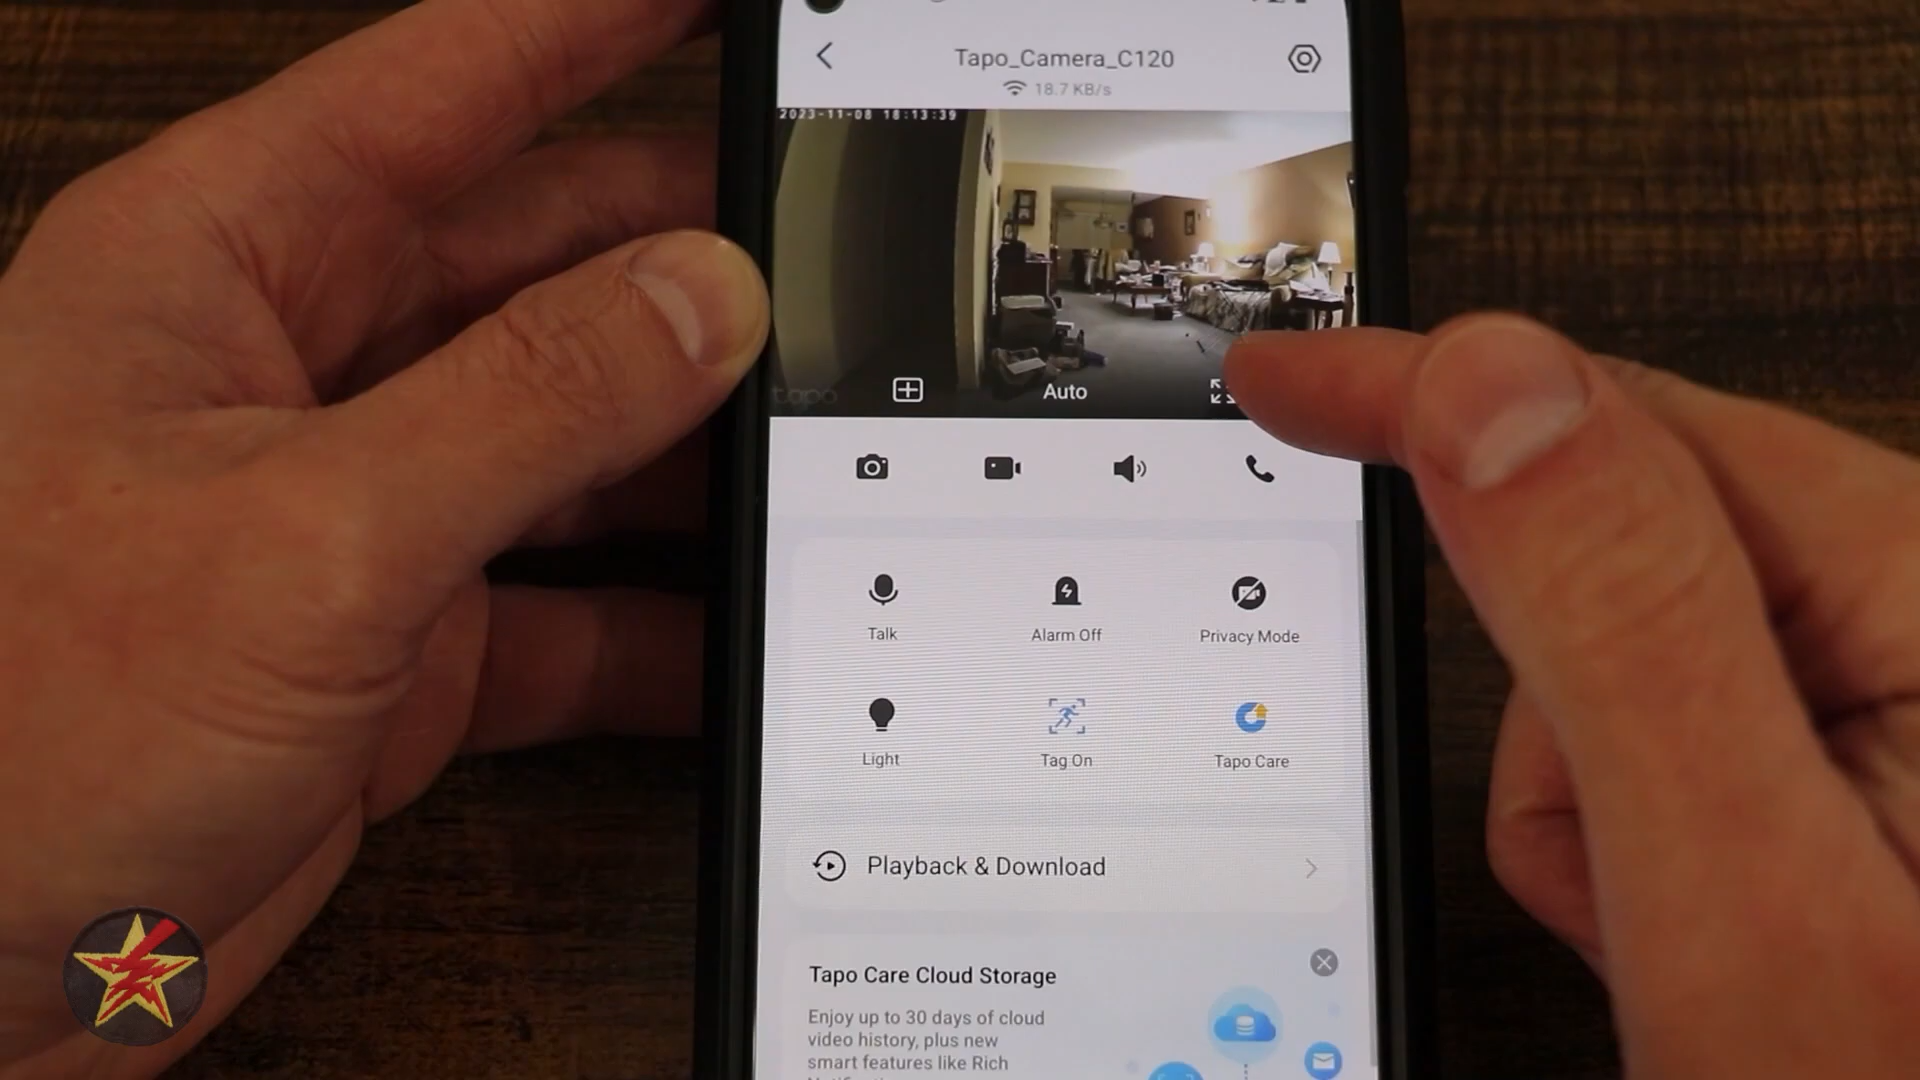 Tapo_Camera_C120
18.7 KB/s
2023-11-08 18:13:39
tapo
Auto
Talk
Alarm Off
Privacy Mode
Light
Tag On
Tapo Care
Playback & Download
Tapo Care Cloud Storage
Enjoy up to 30 days of cloud
video history, plus new
smart features like Rich